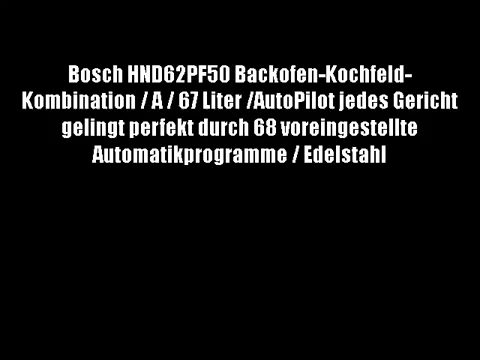 Bosch HND62PF50 Backofen-Kochfeld-
Kombination / A / 67 Liter /AutoPilot jedes Gericht
gelingt perfekt durch 68 voreingestellte
Automatikprogramme / Edelstahl